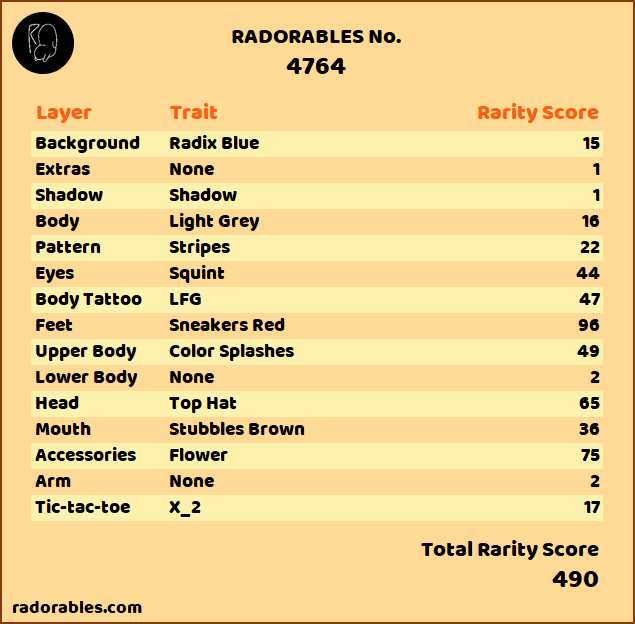 RADORABLES No.
4764
Layer Trait Rarity Score
Background Radix Blue 15
Extras None 1
Shadow Shadow 1
Body Light Grey 16
Pattern Stripes 22
Eyes Squint 44
Body Tattoo LFG 47
Feet Sneakers Red 96
Upper Body Color Splashes 49
Lower Body None 2
Head Top Hat 65
Mouth Stubbles Brown 36
Accessories Flower 75
Arm None 2
Tic-tac-toe X_2 17
Total Rarity Score
490
radorables.com